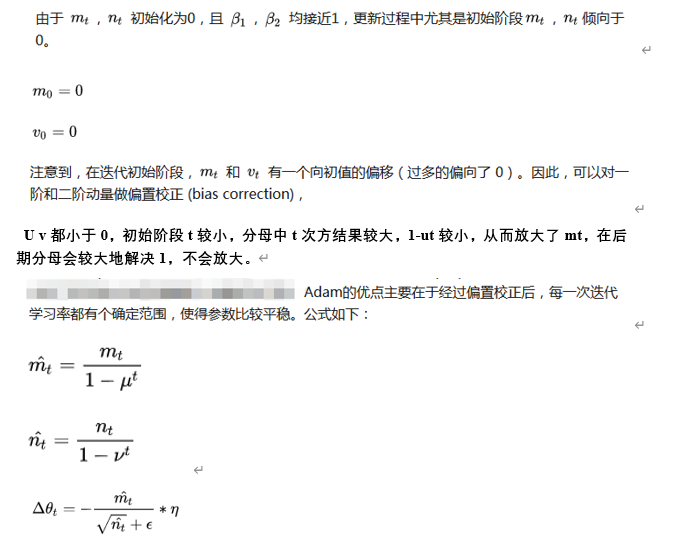 由于 m_t ，n_t 初始化为0，且 β_1 ，β_2 均接近1，更新过程中尤其是初始阶段 m_t ，n_t 倾向于
0。
m_0 = 0
v_0 = 0
注意到，在迭代初始阶段，m_t 和 v_t 有一个向初值的偏移（过多的偏向了 0）。因此，可以对一
阶和二阶动量做偏置校正 (bias correction)，
U v 都小于 0，初始阶段 t 较小，分母中 t 次方结果较大，1-ut 较小，从而放大了 mt，在后
期分母会较大地解决 1，不会放大。
Adam的优点主要在于经过偏置校正后，每一次迭代
学习率都有个确定范围，使得参数比较平稳。公式如下：
\hat{m_t} = \frac{m_t}{1 - μ^t}
\hat{n_t} = \frac{n_t}{1 - ν^t}
Δθ_t = -\frac{\hat{m_t}}{\sqrt{\hat{n_t}} + ϵ} * η